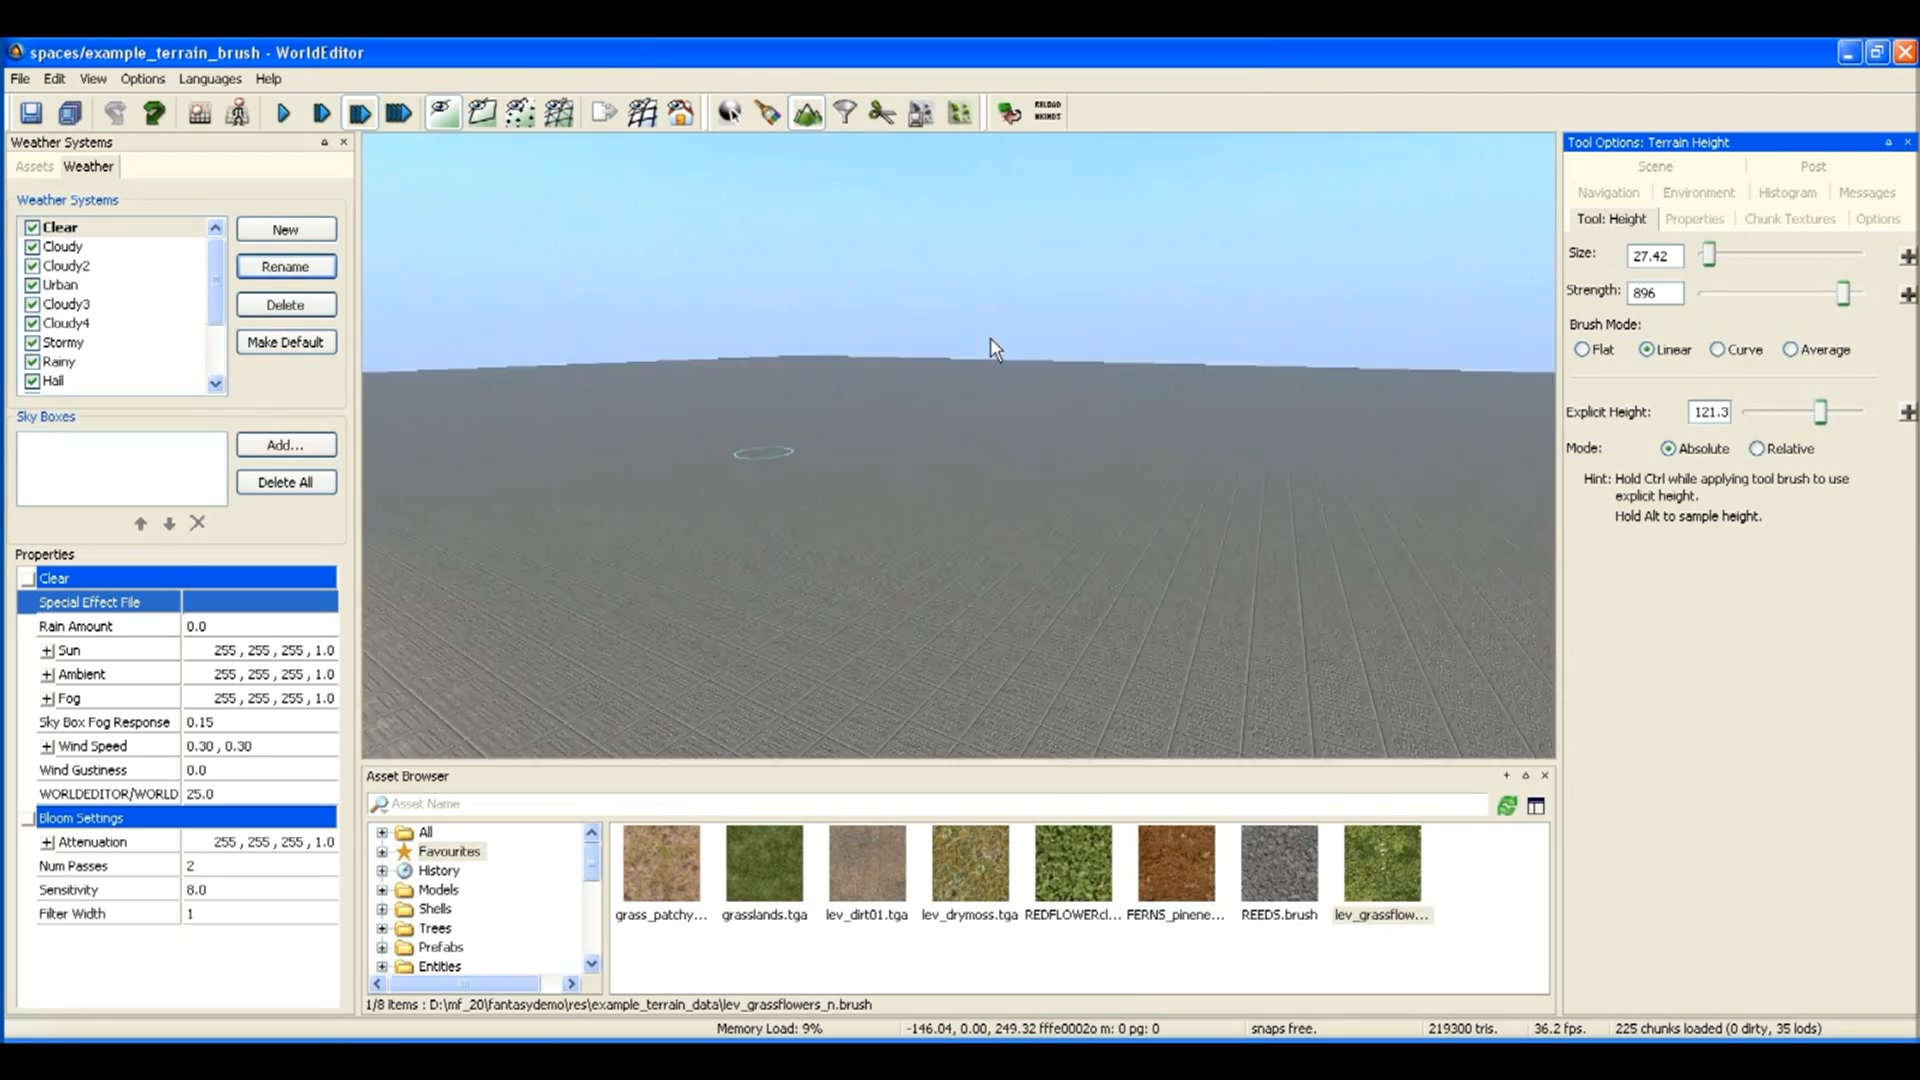 spaces/example_terrain_brush - WorldEditor
File Edit View Options Languages Help
RELOAD
Weather Systems
Assets Weather
Weather Systems
Clear
Cloudy
Cloudy2
Urban
Cloudy3
Cloudy4
Stormy
Rainy
Hail
New
Rename
Delete
Make Default
Sky Boxes
Add...
Delete All
Properties
Clear
Special Effect File
Rain Amount 0.0
Sun 255 , 255 , 255 , 1.0
Ambient 255 , 255 , 255 , 1.0
Fog 255 , 255 , 255 , 1.0
Sky Box Fog Response 0.15
Wind Speed 0.30 , 0.30
Wind Gustiness 0.0
WORLDEDITOR/WORLD 25.0
Bloom Settings
Attenuation 255 , 255 , 255 , 1.0
Num Passes 2
Sensitivity 8.0
Filter Width 1
Asset Browser
Asset Name
All
Favourites
History
Models
Shells
Trees
Prefabs
Entities
grass_patchy... grasslands.tga lev_dirt01.tga lev_drymoss.tga REDFLOWERcl... FERNS_pinene... REEDS.brush lev_grassflow...
1/8 items : D:\mf_20\fantasydemo\res\example_terrain_data\lev_grassflowers_n.brush
Tool Options: Terrain Height
Scene Post
Navigation Environment Histogram Messages
Tool: Height Properties Chunk Textures Options
Size: 27.42
Strength: 896
Brush Mode:
Flat Linear Curve Average
Explicit Height: 121.3
Mode: Absolute Relative
Hint: Hold Ctrl while applying tool brush to use
explicit height.
Hold Alt to sample height.
Memory Load: 9% -146.04, 0.00, 249.32 fffe0002o m: 0 pg: 0 snaps free. 219300 tris. 36.2 fps. 225 chunks loaded (0 dirty, 35 lods)